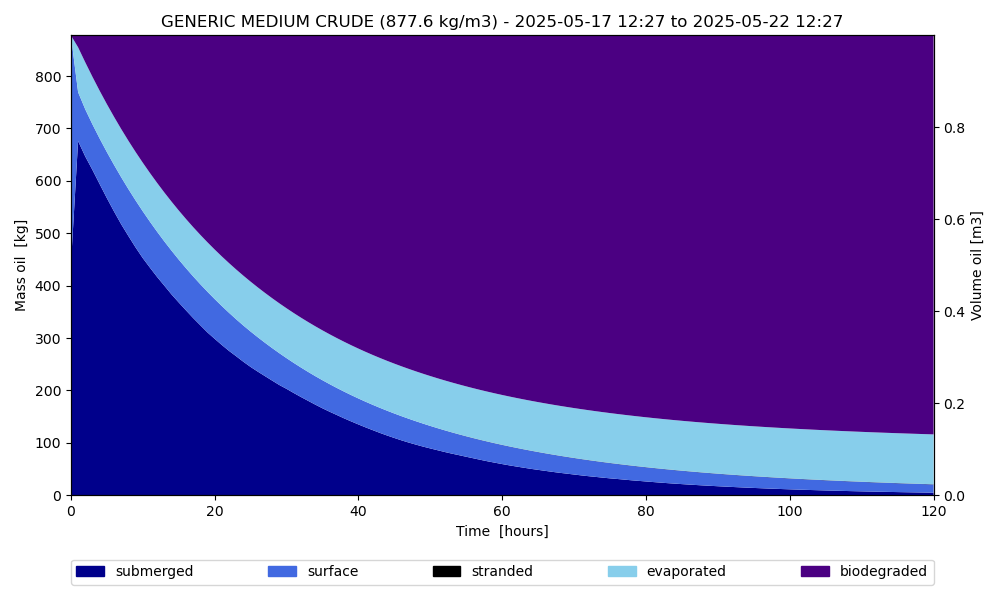 GENERIC MEDIUM CRUDE (877.6 kg/m3) - 2025-05-17 12:27 to 2025-05-22 12:27
Mass oil [kg]
800
700
600
500
400
300
200
100
0
0.8
0.6
0.4
0.2
0.0
Volume oil [m3]
0 20 40 60 80 100 120
Time [hours]
submerged surface stranded evaporated biodegraded